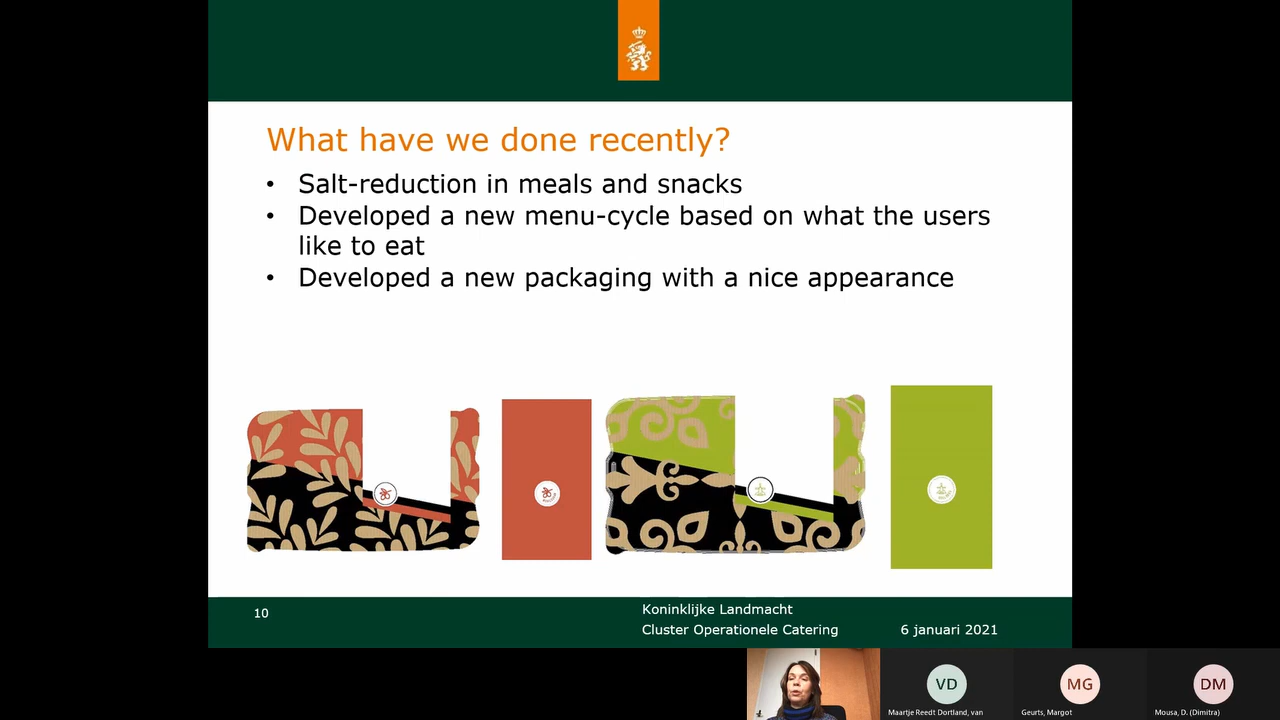 What have we done recently?
• Salt-reduction in meals and snacks
• Developed a new menu-cycle based on what the users
like to eat
• Developed a new packaging with a nice appearance
10
Koninklijke Landmacht
Cluster Operationele Catering
6 januari 2021
VD
MG
DM
Maartje Reedt Dortland, van
Geurts, Margot
Mousa, D. (Dimitra)